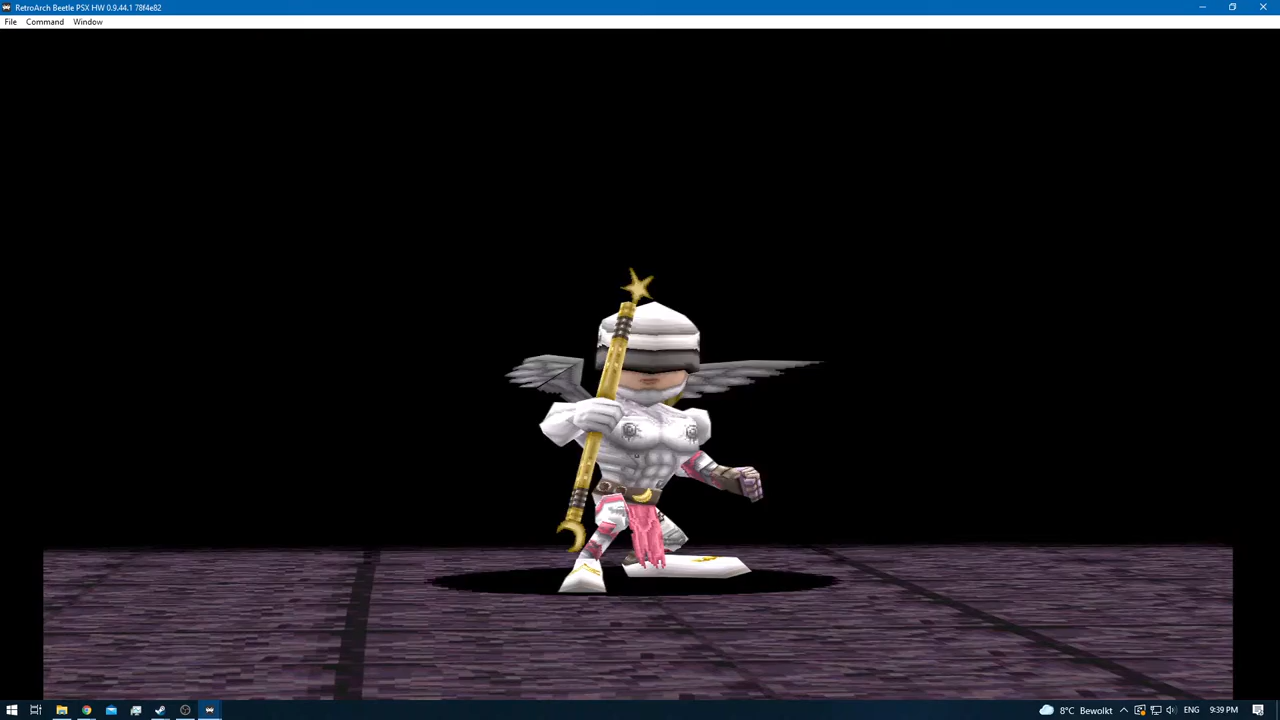 RetroArch Beetle PSX HW 0.9.44.1 78f4e82
File Command Window
8°C Bewolkt ENG 9:39 PM